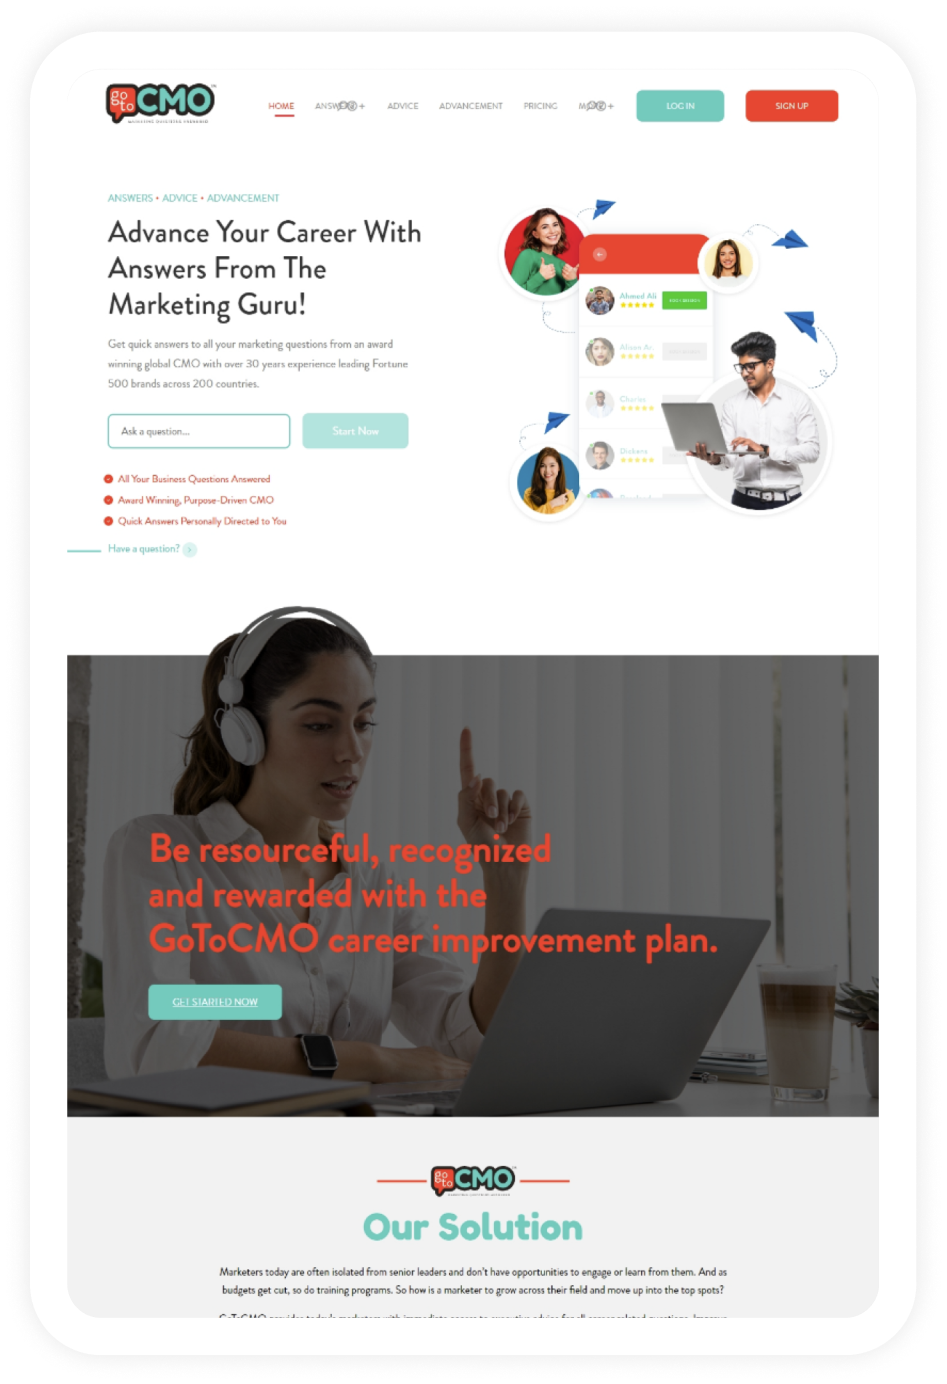 go to CMO
HOME
ADVICE
ADVANCEMENT
PRICING
LOG IN
SIGN UP
ANSWERS • ADVICE • ADVANCEMENT
Advance Your Career With
Answers From The
Marketing Guru!
Get quick answers to all your marketing questions from an award
winning global CMO with over 30 years experience leading Fortune
500 brands across 200 countries.
Ask a question...
Start Now
All Your Business Questions Answered
Award Winning, Purpose-Driven CMO
Quick Answers Personally Directed to You
Have a question?
Ahmed Ali
Alison Ar.
Charles
Dickens
Be resourceful, recognized
and rewarded with the
GoToCMO career improvement plan.
GET STARTED NOW
go to CMO
Our Solution
Marketers today are often isolated from senior leaders and don't have opportunities to engage or learn from them. And as
budgets get cut, so do training programs. So how is a marketer to grow across their field and move up into the top spots?